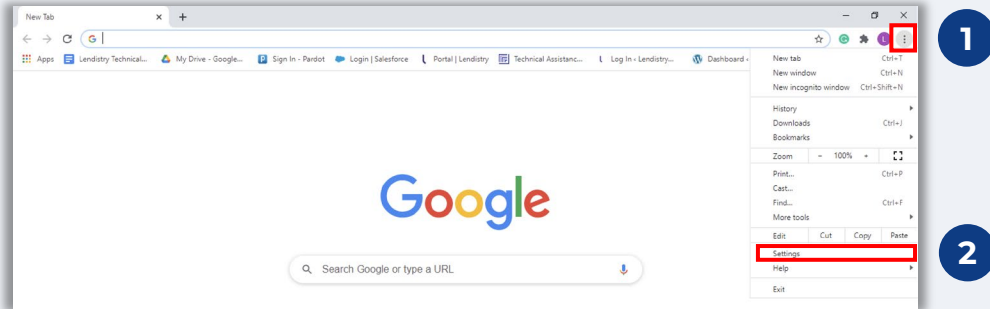 New Tab
G
L
1
Apps Lendistry Technical... My Drive - Google... Sign In - Pardot Login | Salesforce Portal | Lendistry Technical Assistanc... Log In ‹ Lendistry... Dashboard ‹
New tab Ctrl+T
New window Ctrl+N
New incognito window Ctrl+Shift+N
History
Downloads Ctrl+J
Bookmarks
Zoom - 100% +
Print... Ctrl+P
Cast...
Find... Ctrl+F
More tools
Edit Cut Copy Paste
Settings
2
Help
Exit
Google
Search Google or type a URL